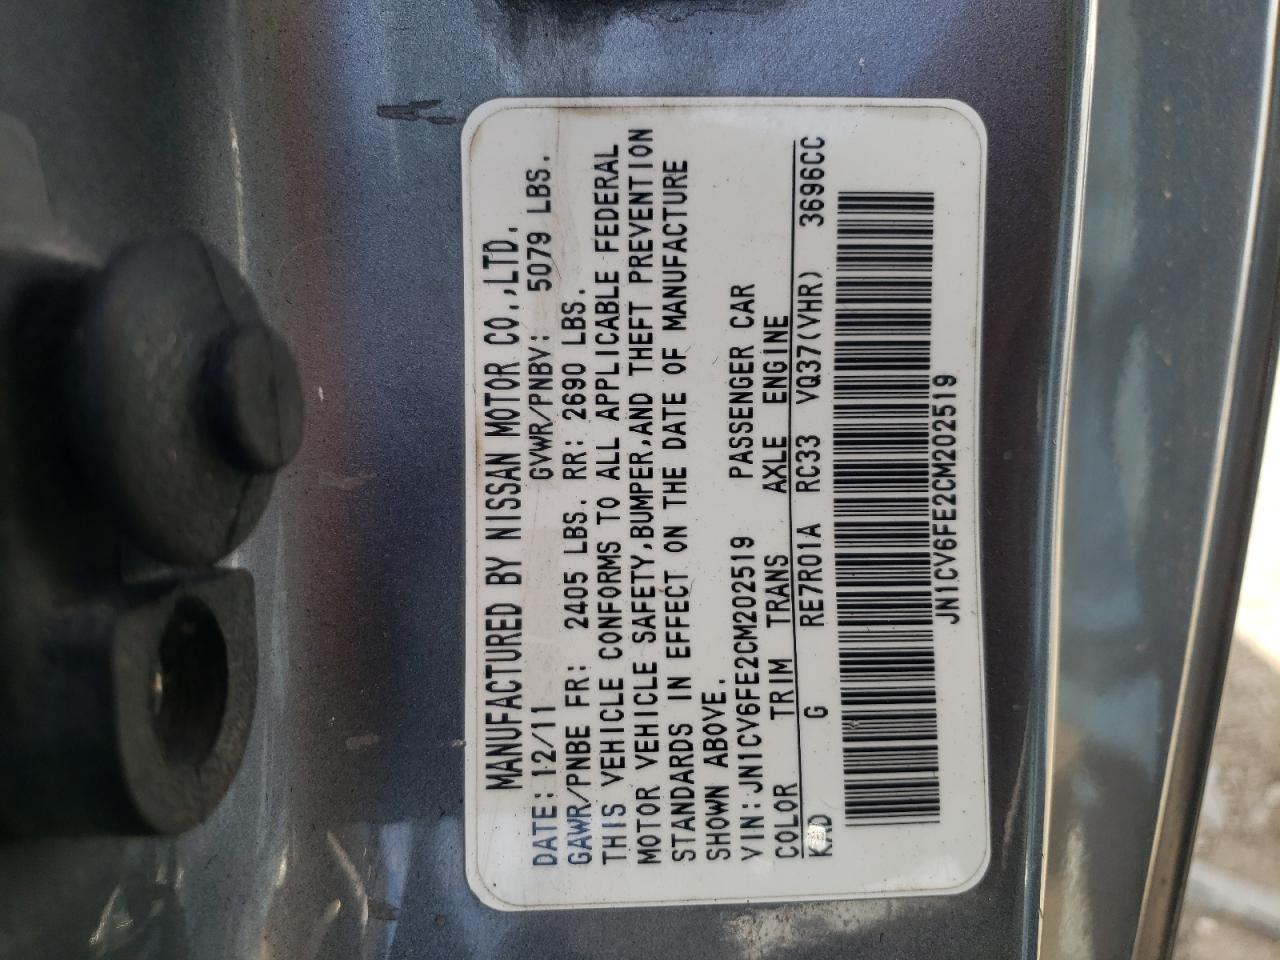 MANUFACTURED BY NISSAN MOTOR CO.,LTD.
DATE:12/11 GVWR/PNBV: 5079 LBS.
GAWR/PNBE FR: 2405 LBS. RR: 2690 LBS.
THIS VEHICLE CONFORMS TO ALL APPLICABLE FEDERAL
MOTOR VEHICLE SAFETY,BUMPER,AND THEFT PREVENTION
STANDARDS IN EFFECT ON THE DATE OF MANUFACTURE
SHOWN ABOVE.
VIN:JN1CV6FE2CM202519 PASSENGER CAR
COLOR TRIM TRANS AXLE ENGINE
G RE7R01A RC33 VQ37(VHR) 3696CC
JN1CV6FE2CM202519